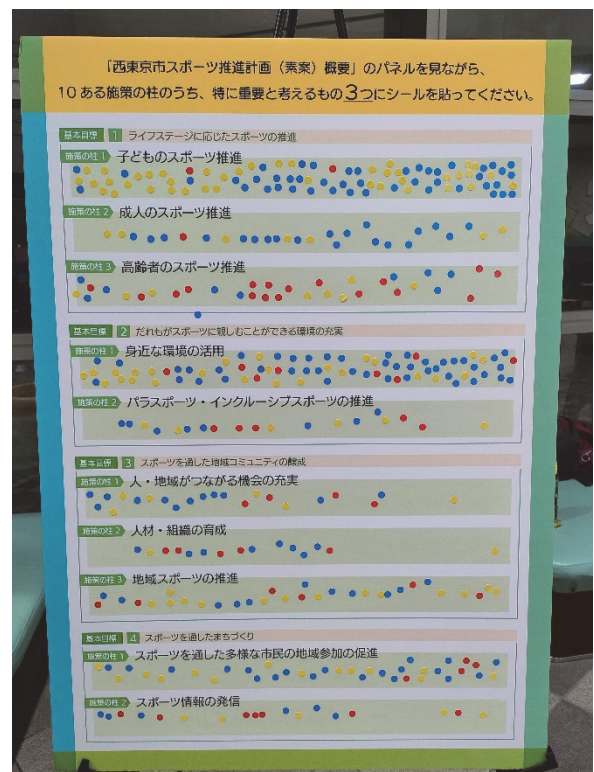 「西東京市スポーツ推進計画（素案）概要」のパネルを見ながら、
10ある施策の柱のうち、特に重要と考えるもの3つにシールを貼ってください。
基本目標 1 ライフステージに応じたスポーツの推進
施策の柱1 子どものスポーツ推進
施策の柱2 成人のスポーツ推進
施策の柱3 高齢者のスポーツ推進
基本目標 2 だれもがスポーツに親しむことができる環境の充実
施策の柱1 身近な環境の活用
施策の柱2 パラスポーツ・インクルーシブスポーツの推進
基本目標 3 スポーツを通した地域コミュニティの醸成
施策の柱1 人・地域がつながる機会の充実
施策の柱2 人材・組織の育成
施策の柱3 地域スポーツの推進
基本目標 4 スポーツを通したまちづくり
施策の柱1 スポーツを通した多様な市民の地域参加の促進
施策の柱2 スポーツ情報の発信